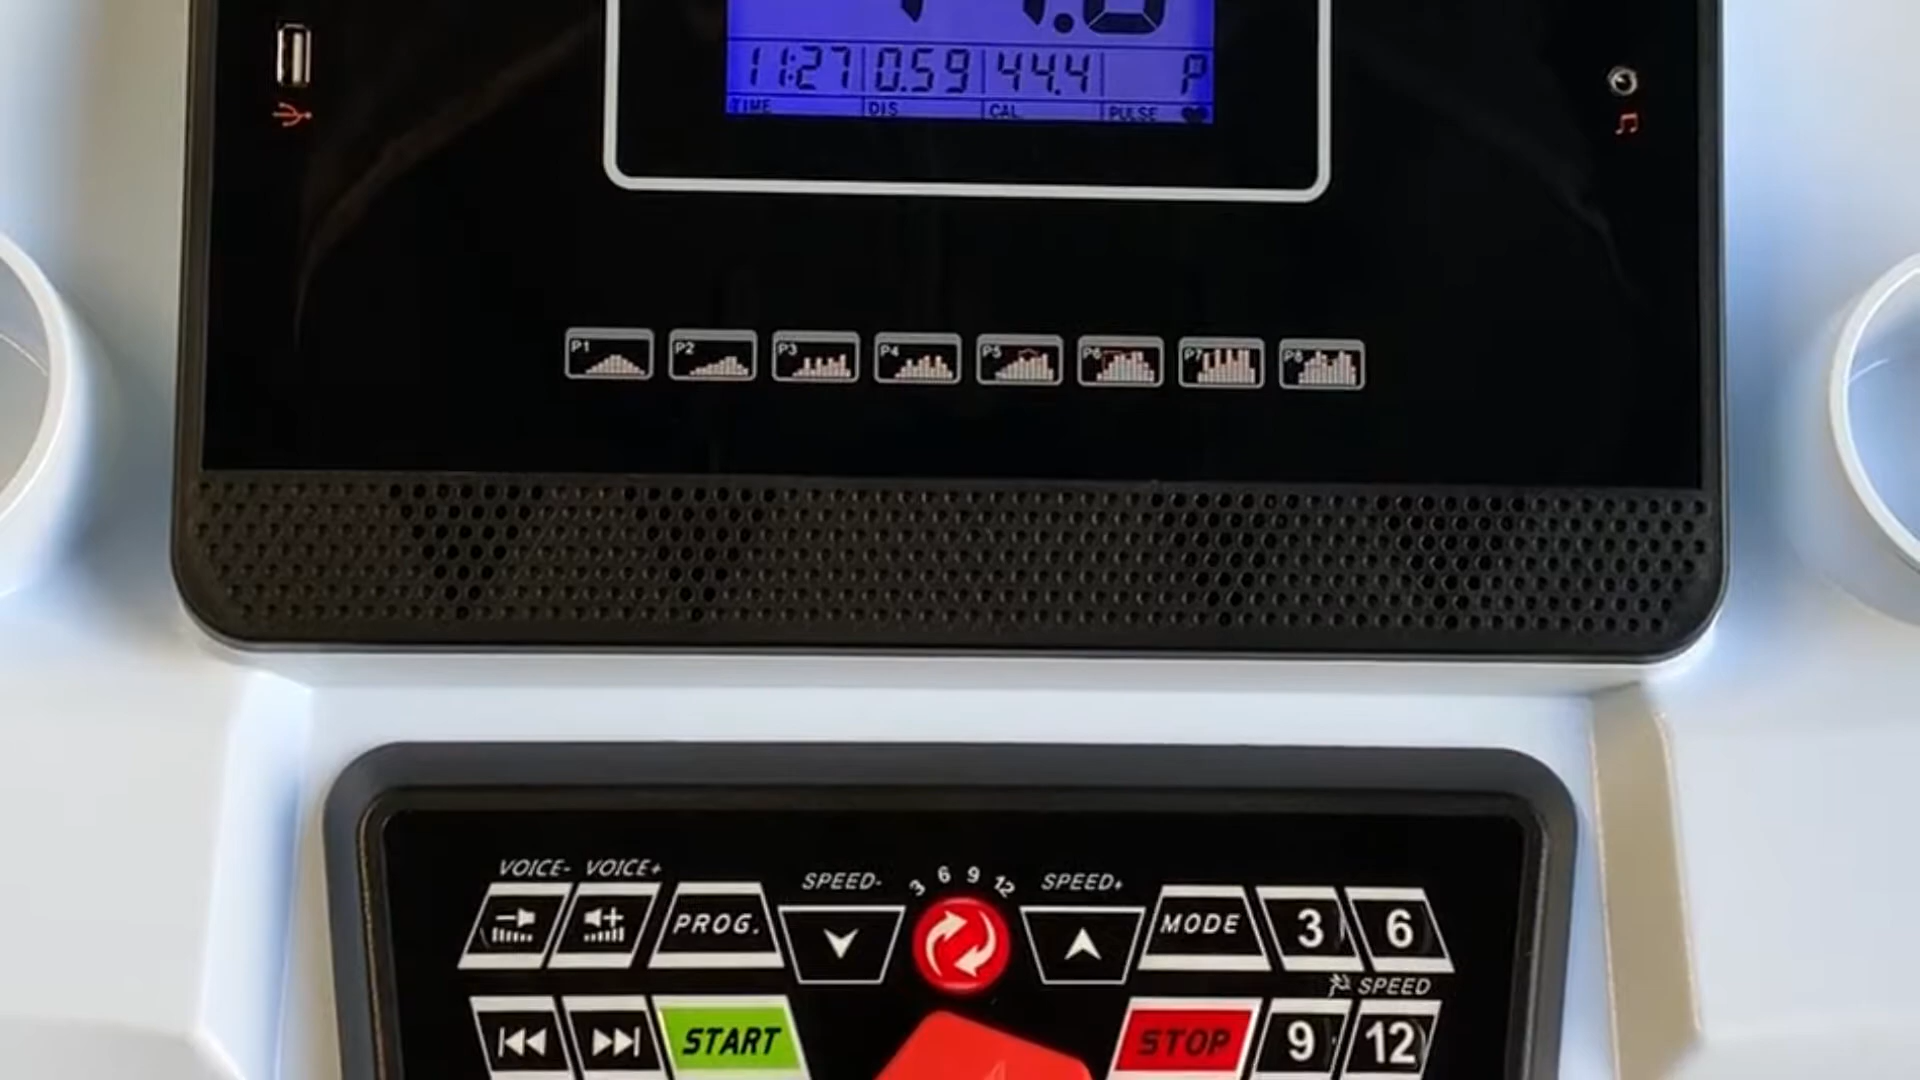 11:27 0.59 44.4 P
TIME DIS CAL PULSE
P1 P2 P3 P4 P5 P6 P7 P8
VOICE- VOICE+ SPEED- 3 6 9 12 SPEED+
PROG. MODE 3 6
SPEED
START STOP 9 12